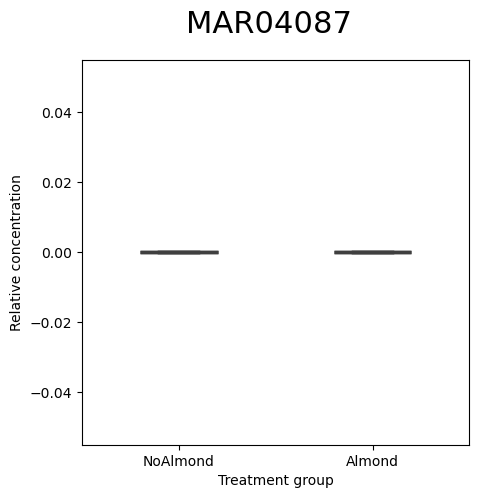 MAR04087
Relative concentration
0.04
0.02
0.00
−0.02
−0.04
NoAlmond
Almond
Treatment group